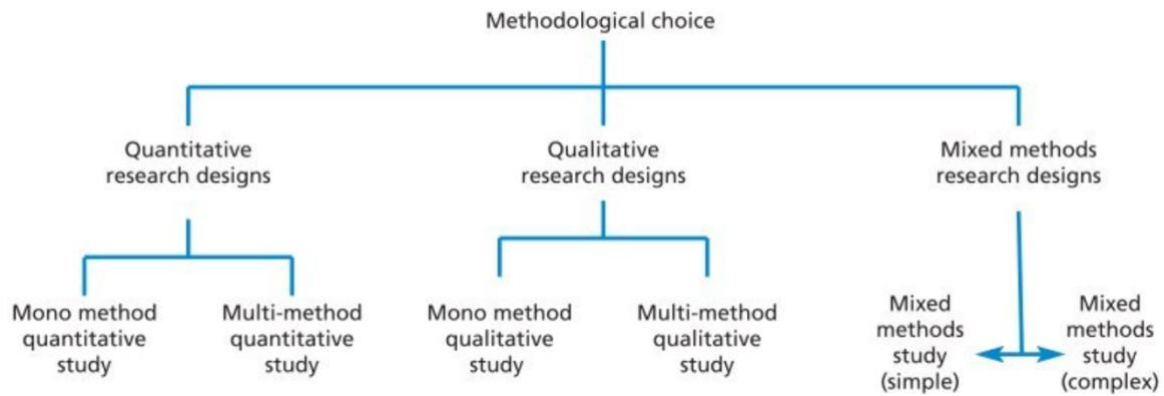 Methodological choice
Quantitative
research designs
Qualitative
research designs
Mixed methods
research designs
Mono method
quantitative
study
Multi-method
quantitative
study
Mono method
qualitative
study
Multi-method
qualitative
study
Mixed
methods
study
(simple)
Mixed
methods
study
(complex)